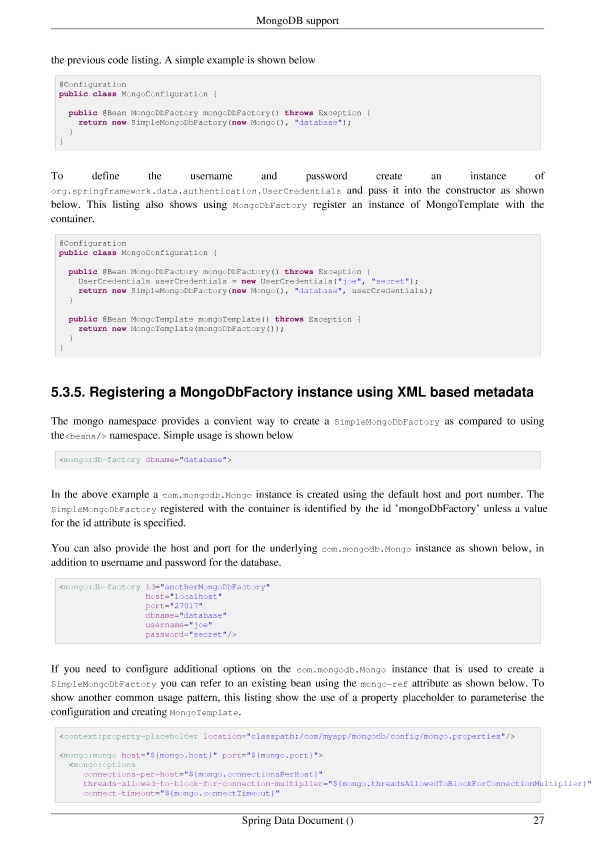 MongoDB support
the previous code listing. A simple example is shown below
@Configuration
public class MongoConfiguration {
public @Bean MongoDbFactory mongoDbFactory() throws Exception {
return new SimpleMongoDbFactory(new Mongo(), "database");
}
}
To define the username and password create an instance of
org.springframework.data.authentication.UserCredentials and pass it into the constructor as shown
below. This listing also shows using MongoDbFactory register an instance of MongoTemplate with the
container.
@Configuration
public class MongoConfiguration {
public @Bean MongoDbFactory mongoDbFactory() throws Exception {
UserCredentials userCredentials = new UserCredentials("joe", "secret");
return new SimpleMongoDbFactory(new Mongo(), "database", userCredentials);
}
public @Bean MongoTemplate mongoTemplate() throws Exception {
return new MongoTemplate(mongoDbFactory());
}
}
5.3.5. Registering a MongoDbFactory instance using XML based metadata
The mongo namespace provides a convient way to create a SimpleMongoDbFactory as compared to using
the<beans/> namespace. Simple usage is shown below
<mongo:db-factory dbname="database">
In the above example a com.mongodb.Mongo instance is created using the default host and port number. The
SimpleMongoDbFactory registered with the container is identified by the id 'mongoDbFactory' unless a value
for the id attribute is specified.
You can also provide the host and port for the underlying com.mongodb.Mongo instance as shown below, in
addition to username and password for the database.
<mongo:db-factory id="anotherMongoDbFactory"
host="localhost"
port="27017"
dbname="database"
username="joe"
password="secret"/>
If you need to configure additional options on the com.mongodb.Mongo instance that is used to create a
SimpleMongoDbFactory you can refer to an existing bean using the mongo-ref attribute as shown below. To
show another common usage pattern, this listing show the use of a property placeholder to parameterise the
configuration and creating MongoTemplate.
<context:property-placeholder location="classpath:/com/myapp/mongodb/config/mongo.properties"/>
<mongo:mongo host="${mongo.host}" port="${mongo.port}">
<mongo:options
connections-per-host="${mongo.connectionsPerHost}"
threads-allowed-to-block-for-connection-multiplier="${mongo.threadsAllowedToBlockForConnectionMultiplier}"
connect-timeout="${mongo.connectTimeout}"
Spring Data Document ()
27